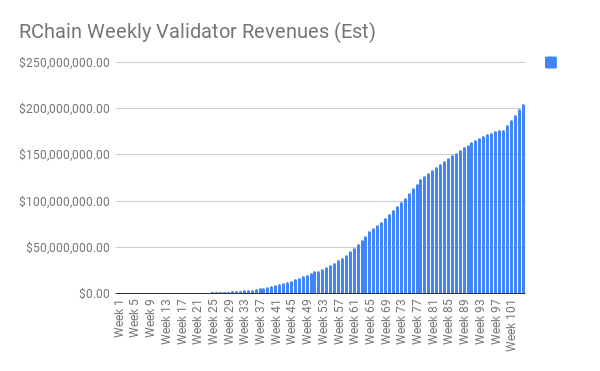 RChain Weekly Validator Revenues (Est)
$250,000,000.00
$200,000,000.00
$150,000,000.00
$100,000,000.00
$50,000,000.00
$0.00
Week 1
Week 5
Week 9
Week 13
Week 17
Week 21
Week 25
Week 29
Week 33
Week 37
Week 41
Week 45
Week 49
Week 53
Week 57
Week 61
Week 65
Week 69
Week 73
Week 77
Week 81
Week 85
Week 89
Week 93
Week 97
Week 101